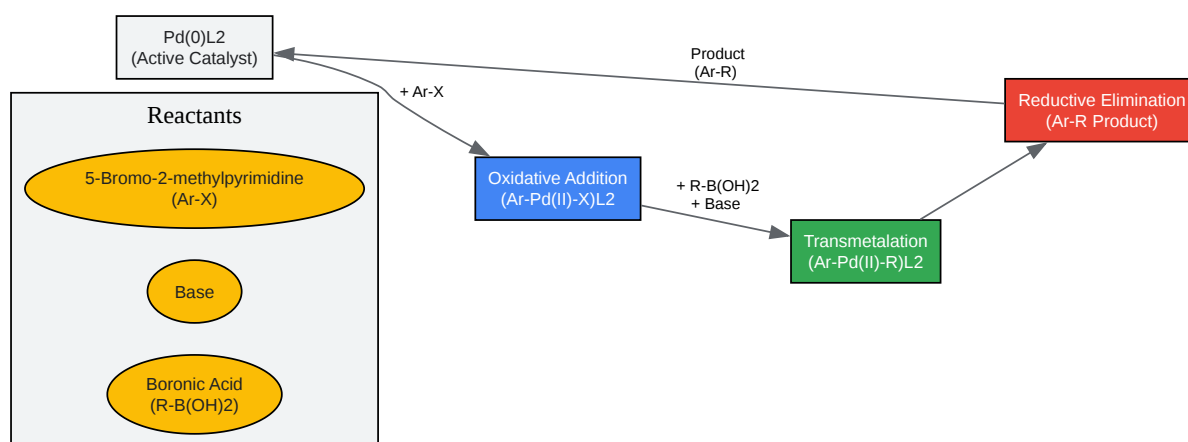 Pd(0)L2
(Active Catalyst)
Reactants
5-Bromo-2-methylpyrimidine
(Ar-X)
Base
Boronic Acid
(R-B(OH)2)
+ Ar-X
Oxidative Addition
(Ar-Pd(II)-X)L2
+ R-B(OH)2
+ Base
Transmetalation
(Ar-Pd(II)-R)L2
Product
(Ar-R)
Reductive Elimination
(Ar-R Product)